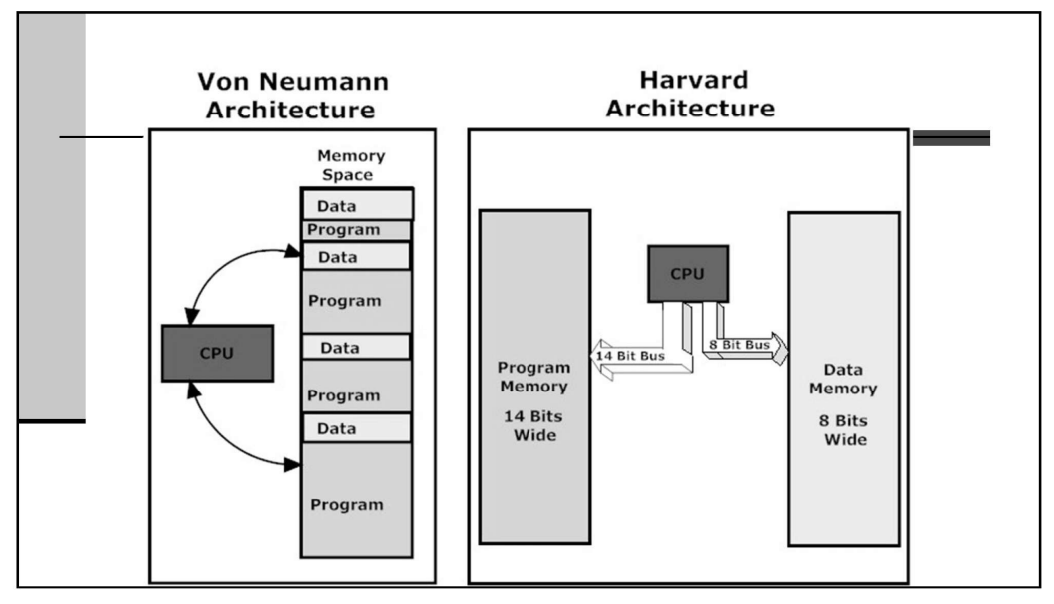 Von Neumann
Architecture
Memory
Space
Data
Program
Data
Program
Data
Program
Data
Program
CPU
Harvard
Architecture
CPU
14 Bit Bus
8 Bit Bus
Program
Memory
14 Bits
Wide
Data
Memory
8 Bits
Wide